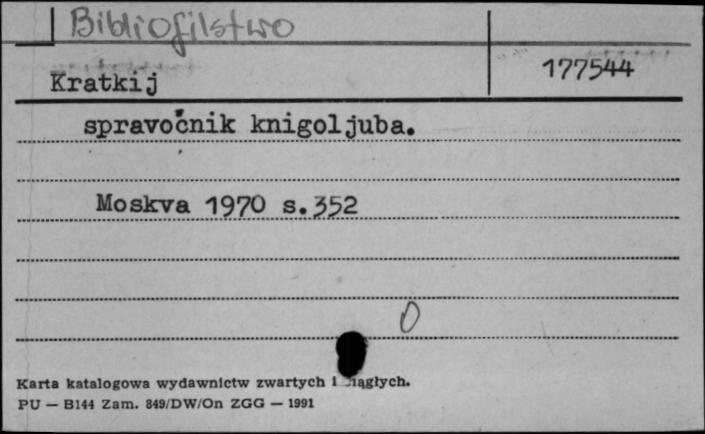 Bibliofilstwo
Kratkij
177544
spravočnik knigoljuba.
Moskva 1970 s.352
0
Karta katalogowa wydawnictw zwartych i
PU — B144 Zam. 849/DW/On ZGG — 1991